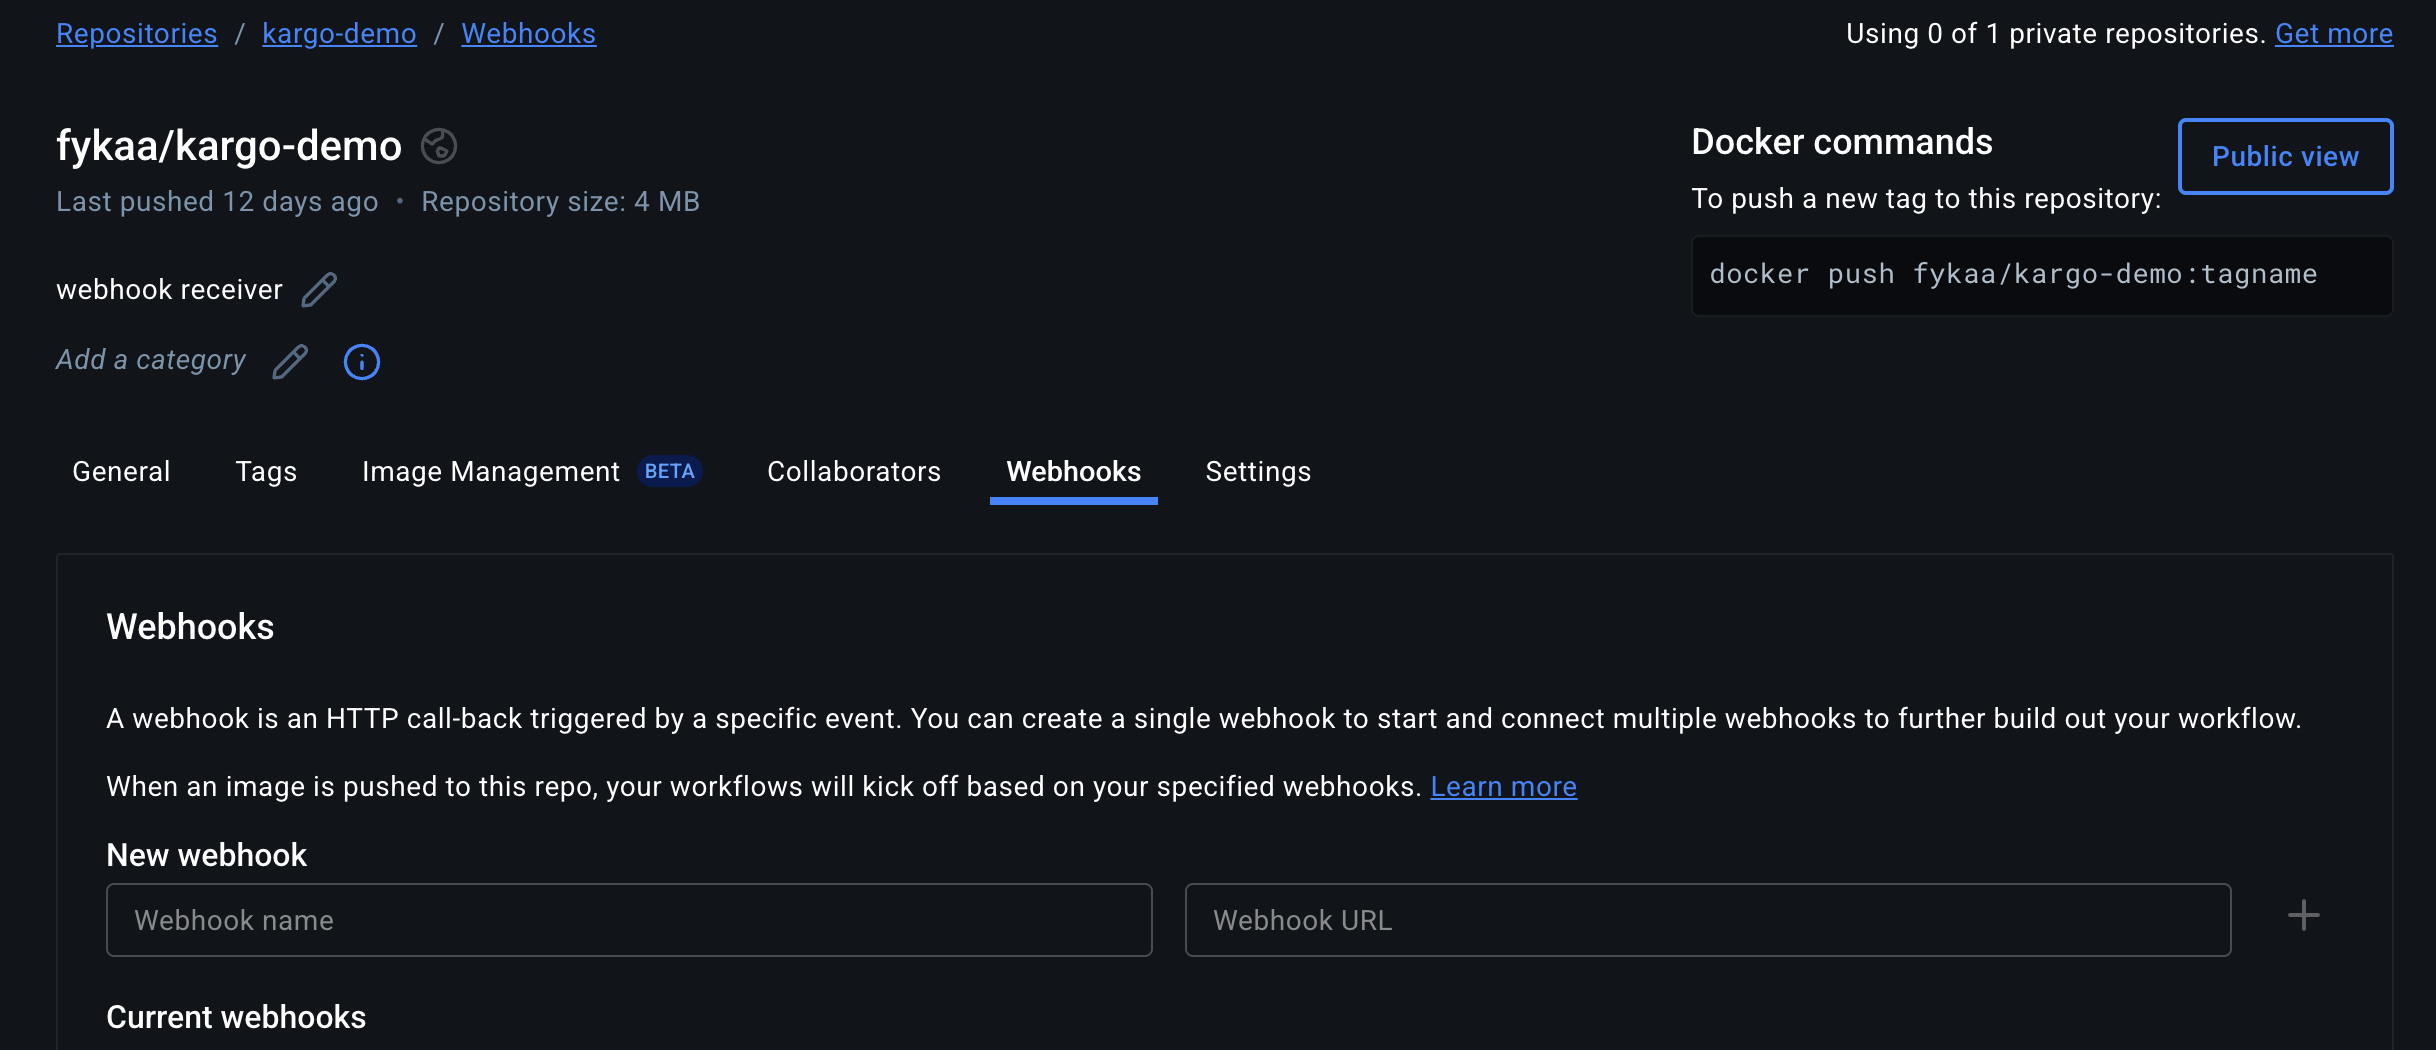 Repositories / kargo-demo / Webhooks
Using 0 of 1 private repositories. Get more
fykaa/kargo-demo
Last pushed 12 days ago • Repository size: 4 MB
webhook receiver
Add a category
Docker commands
Public view
To push a new tag to this repository:
docker push fykaa/kargo-demo:tagname
General Tags Image Management BETA Collaborators Webhooks Settings
Webhooks
A webhook is an HTTP call-back triggered by a specific event. You can create a single webhook to start and connect multiple webhooks to further build out your workflow.
When an image is pushed to this repo, your workflows will kick off based on your specified webhooks. Learn more
New webhook
Webhook name
Webhook URL
Current webhooks